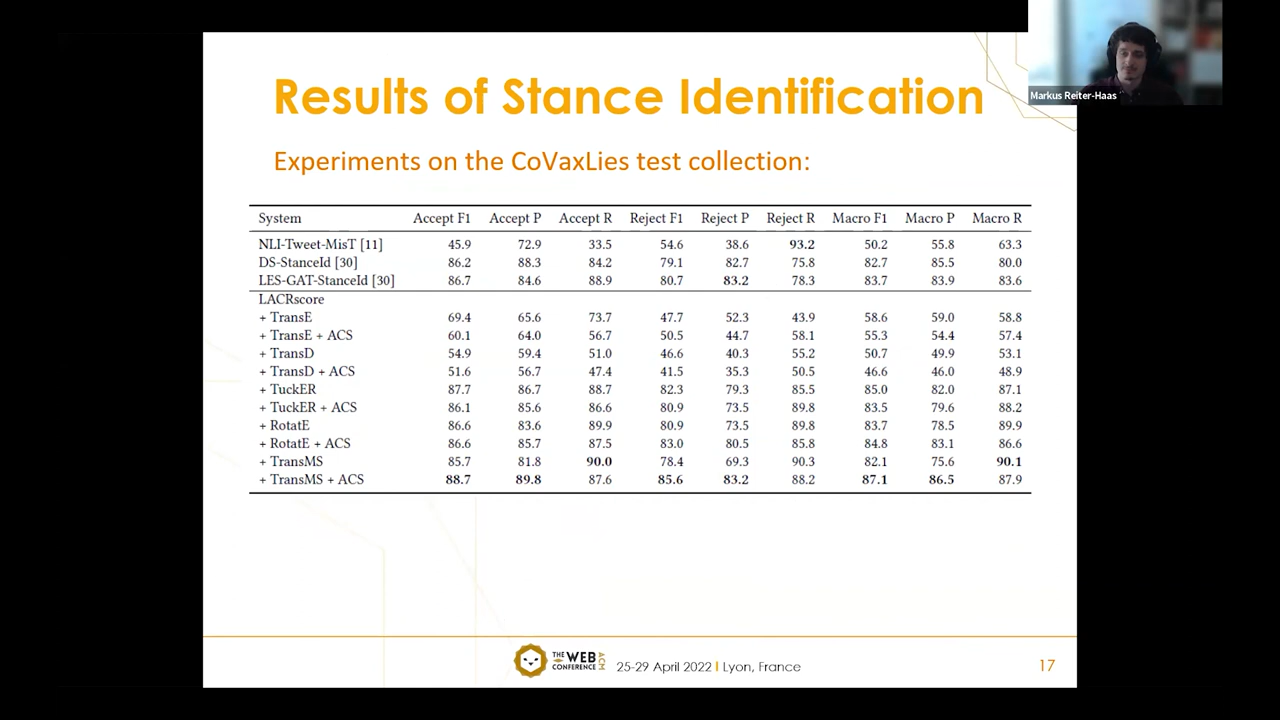 Markus Reiter-Haas
Results of Stance Identification
Experiments on the CoVaxLies test collection:
System Accept F1 Accept P Accept R Reject F1 Reject P Reject R Macro F1 Macro P Macro R
NLI-Tweet-MisT [11] 45.9 72.9 33.5 54.6 38.6 93.2 50.2 55.8 63.3
DS-StanceId [30] 86.2 88.3 84.2 79.1 82.7 75.8 82.7 85.5 80.0
LES-GAT-StanceId [30] 86.7 84.6 88.9 80.7 83.2 78.3 83.7 83.9 83.6
LACRscore
+ TransE 69.4 65.6 73.7 47.7 52.3 43.9 58.6 59.0 58.8
+ TransE + ACS 60.1 64.0 56.7 50.5 44.7 58.1 55.3 54.4 57.4
+ TransD 54.9 59.4 51.0 46.6 40.3 55.2 50.7 49.9 53.1
+ TransD + ACS 51.6 56.7 47.4 41.5 35.3 50.5 46.6 46.0 48.9
+ TuckER 87.7 86.7 88.7 82.3 79.3 85.5 85.0 82.0 87.1
+ TuckER + ACS 86.1 85.6 86.6 80.9 73.5 89.8 83.5 79.6 88.2
+ RotatE 86.6 83.6 89.9 80.9 73.5 89.8 83.7 78.5 89.9
+ RotatE + ACS 86.6 85.7 87.5 83.0 80.5 85.8 84.8 83.1 86.6
+ TransMS 85.7 81.8 90.0 78.4 69.3 90.3 82.1 75.6 90.1
+ TransMS + ACS 88.7 89.8 87.6 85.6 83.2 88.2 87.1 86.5 87.9
THE WEB CONFERENCE ACM
25-29 April 2022 | Lyon, France
17